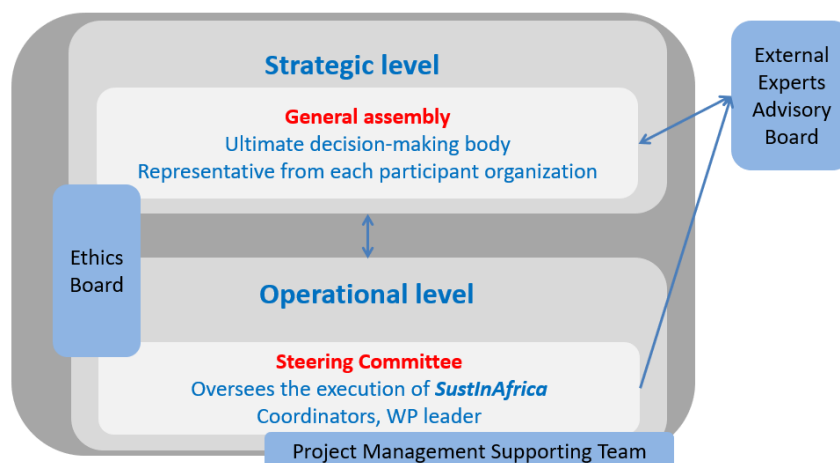 Strategic level
General assembly
Ultimate decision-making body
Representative from each participant organization
External
Experts
Advisory
Board
Ethics
Board
Operational level
Steering Committee
Oversees the execution of SustInAfrica
Coordinators, WP leader
Project Management Supporting Team